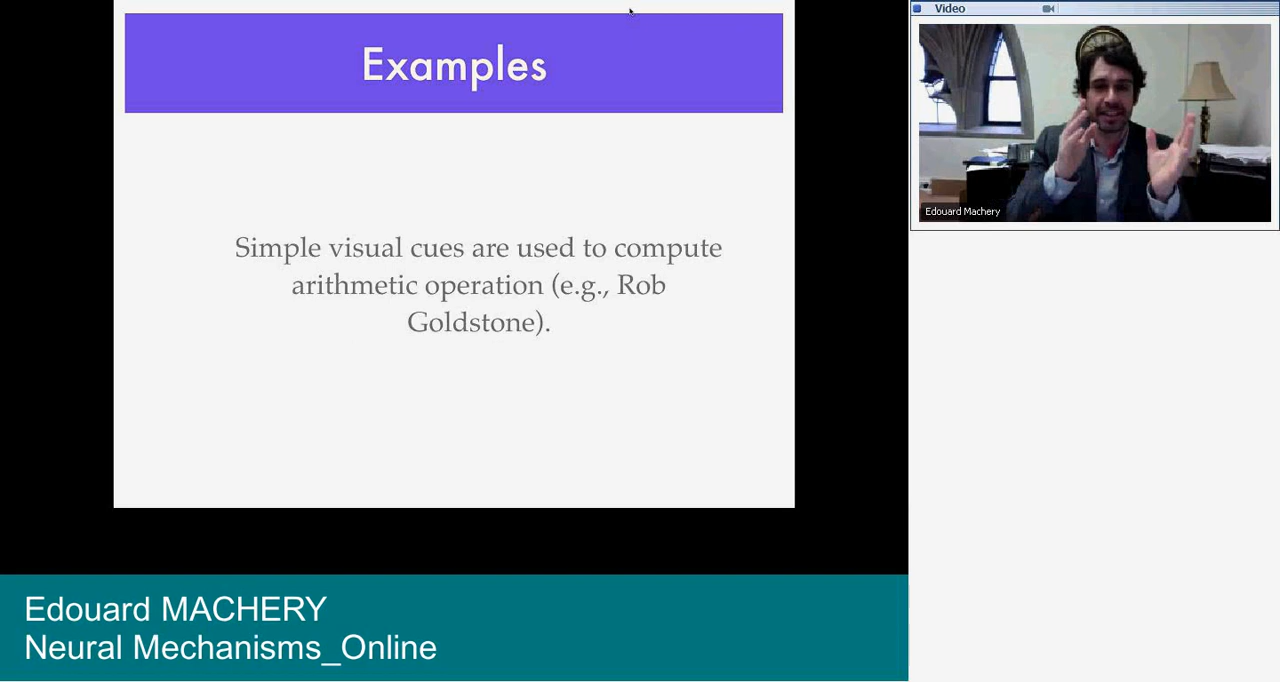 Examples
Simple visual cues are used to compute
arithmetic operation (e.g., Rob
Goldstone).
Video
Edouard Machery
Edouard MACHERY
Neural Mechanisms_Online